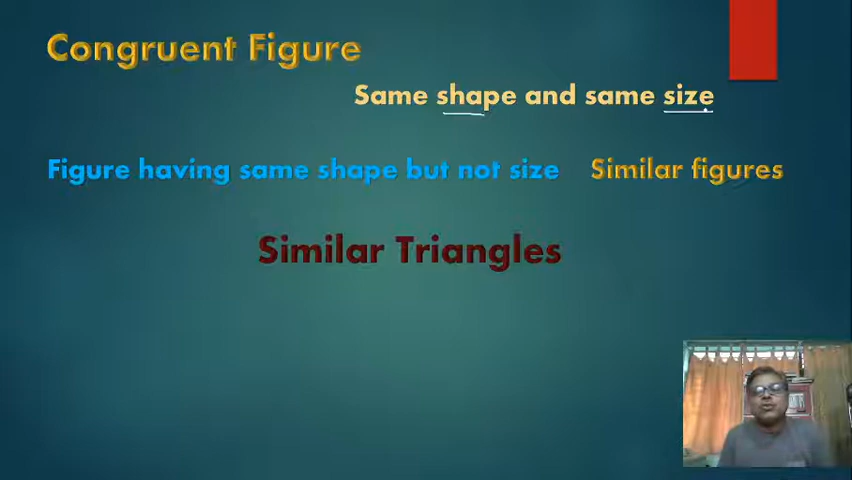 Congruent Figure
Same shape and same size
Figure having same shape but not size Similar figures
Similar Triangles